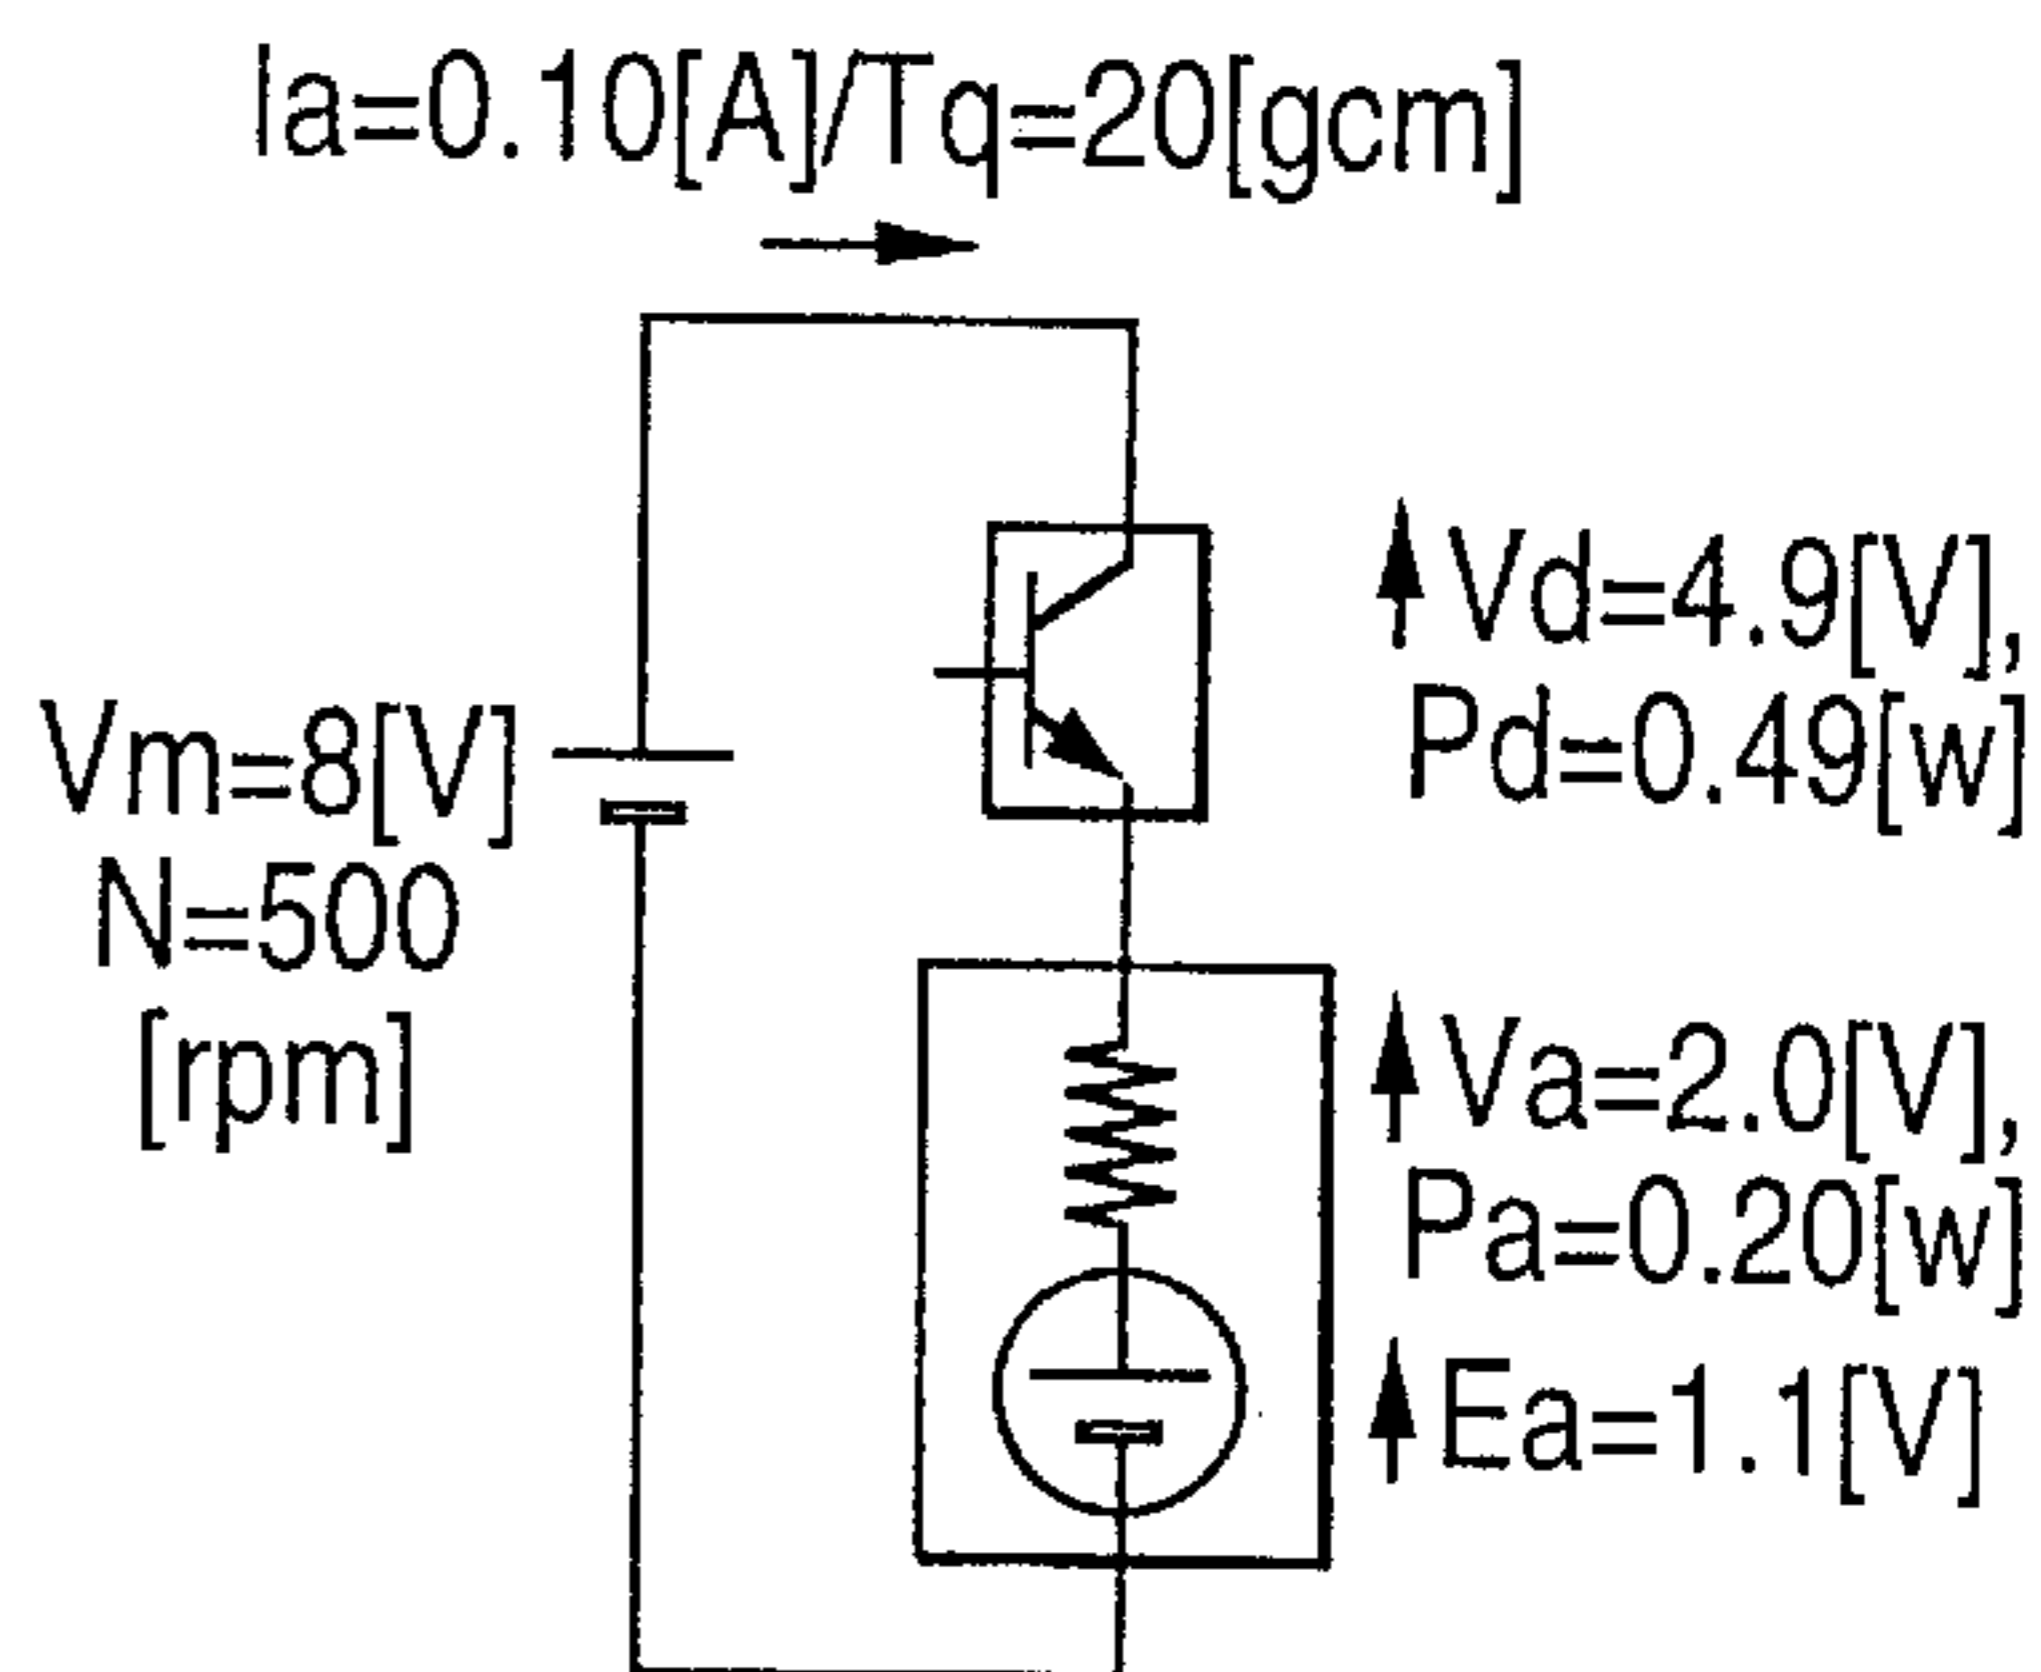 Ia=0.10[A]/Tq=20[gcm]
Vd=4.9[V],
Pd=0.49[w]
Vm=8[V]
N=500
[rpm]
Va=2.0[V],
Pa=0.20[w]
Ea=1.1[V]